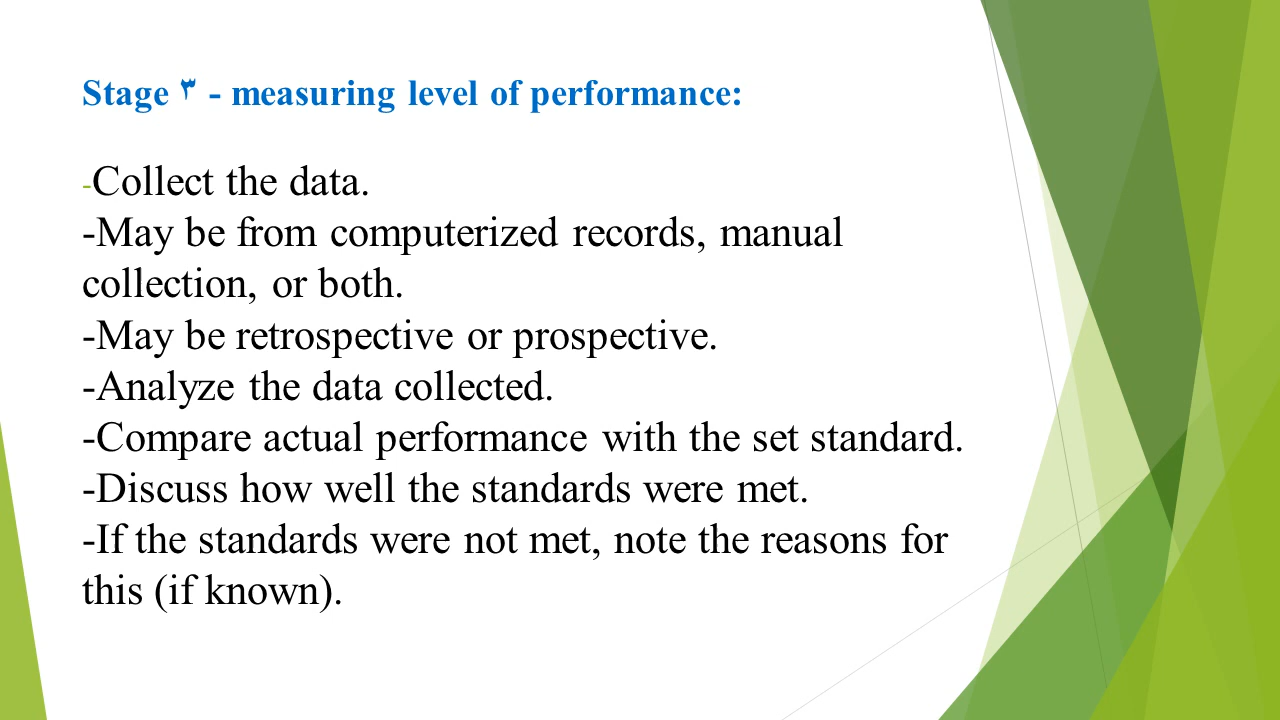 Stage ٣ - measuring level of performance:
-Collect the data.
-May be from computerized records, manual
collection, or both.
-May be retrospective or prospective.
-Analyze the data collected.
-Compare actual performance with the set standard.
-Discuss how well the standards were met.
-If the standards were not met, note the reasons for
this (if known).